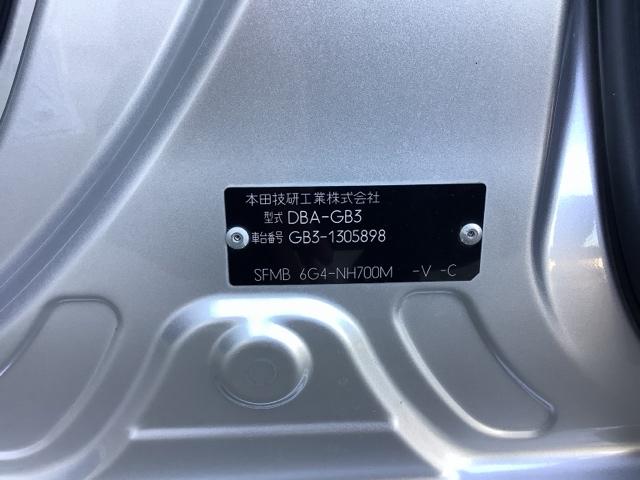 本田技研工業株式会社
型式 DBA-GB3
車台番号 GB3-1305898
SFMB 6G4-NH700M -V -C